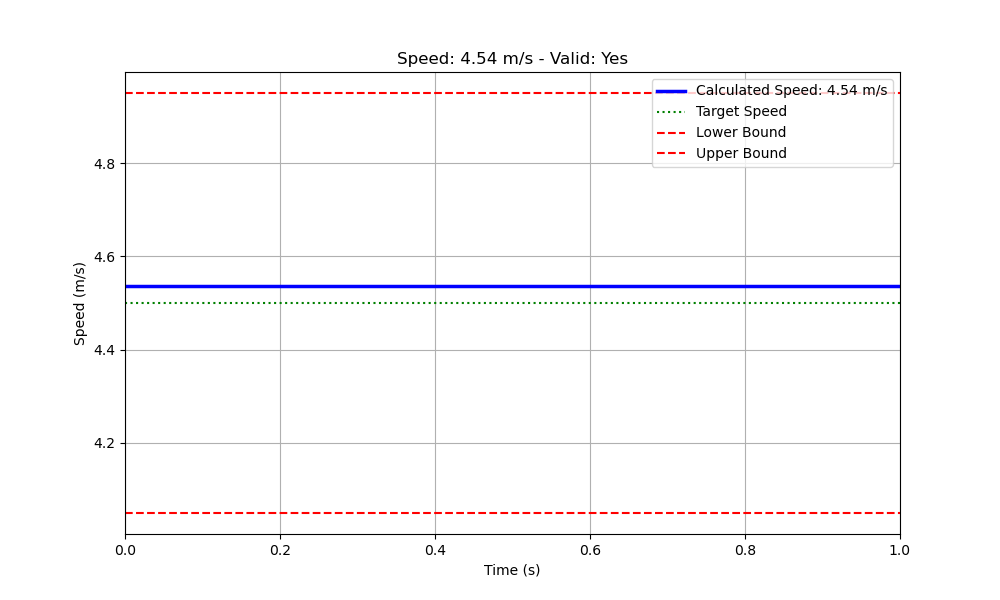 Speed: 4.54 m/s - Valid: Yes
Calculated Speed: 4.54 m/s
Target Speed
Lower Bound
Upper Bound
4.8
4.6
4.4
4.2
Speed (m/s)
0.0 0.2 0.4 0.6 0.8 1.0
Time (s)